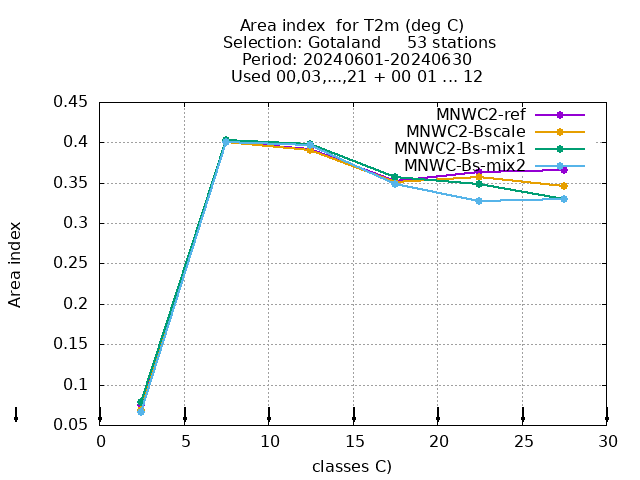 Area index  for T2m (deg C)
Selection: Gotaland     53 stations
Period: 20240601-20240630
Used 00,03,...,21 + 00 01 ... 12
MNWC2-ref
MNWC2-Bscale
MNWC2-Bs-mix1
MNWC-Bs-mix2
0.45
0.4
0.35
0.3
0.25
0.2
0.15
0.1
0.05
Area index
0 5 10 15 20 25 30
classes C)